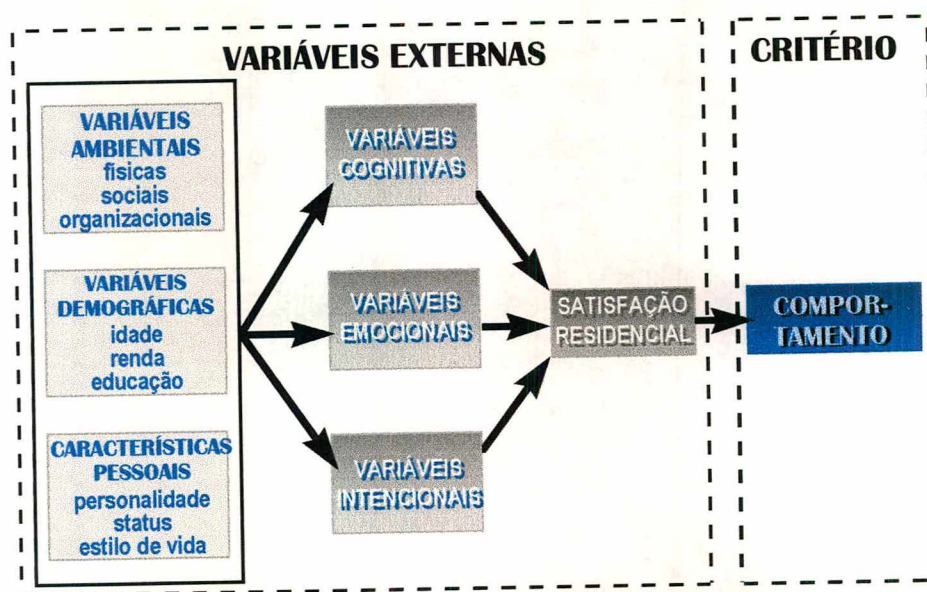 VARIÁVEIS EXTERNAS
CRITÉRIO
VARIÁVEIS
AMBIENTAIS
físicas
sociais
organizacionais
VARIÁVEIS
DEMOGRÁFICAS
idade
renda
educação
CARACTERÍSTICAS
PESSOAIS
personalidade
status
estilo de vida
VARIÁVEIS
COGNITIVAS
VARIÁVEIS
EMOCIONAIS
VARIÁVEIS
INTENCIONAIS
SATISFAÇÃO
RESIDENCIAL
COMPOR-
TAMENTO